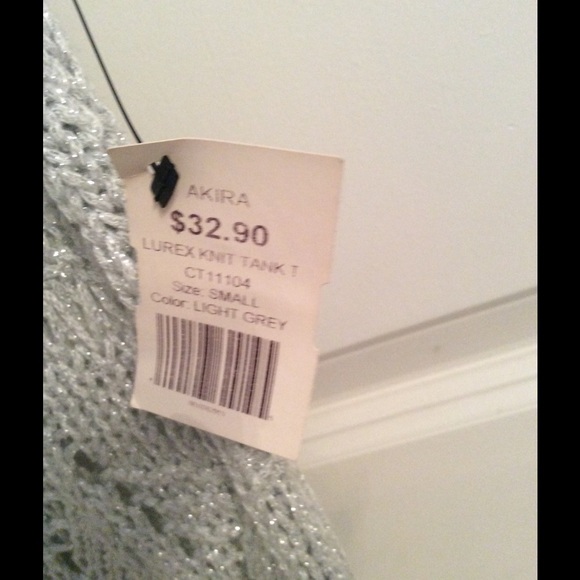 AKIRA
$32.90
LUREX KNIT TANK T
CT11104
Size: SMALL
Color: LIGHT GREY